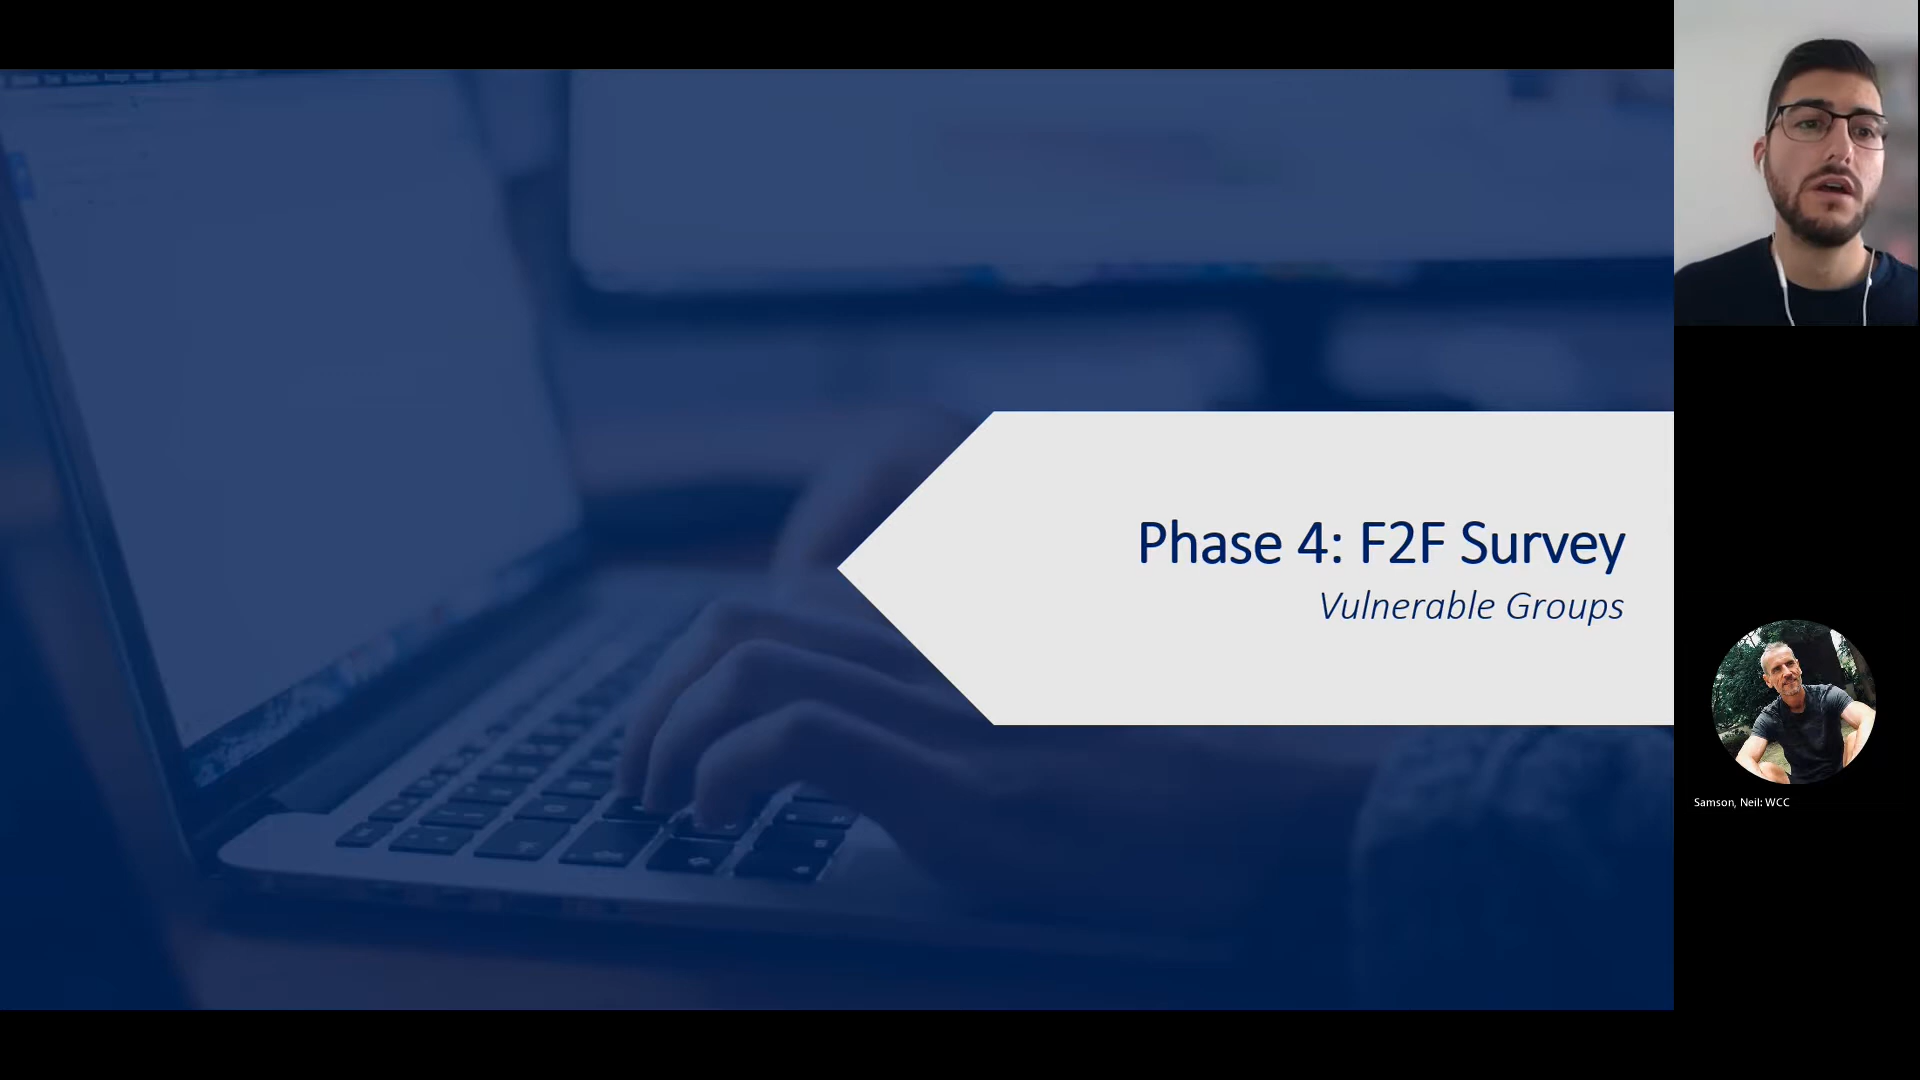 Phase 4: F2F Survey
Vulnerable Groups
Samson, Neil: WCC